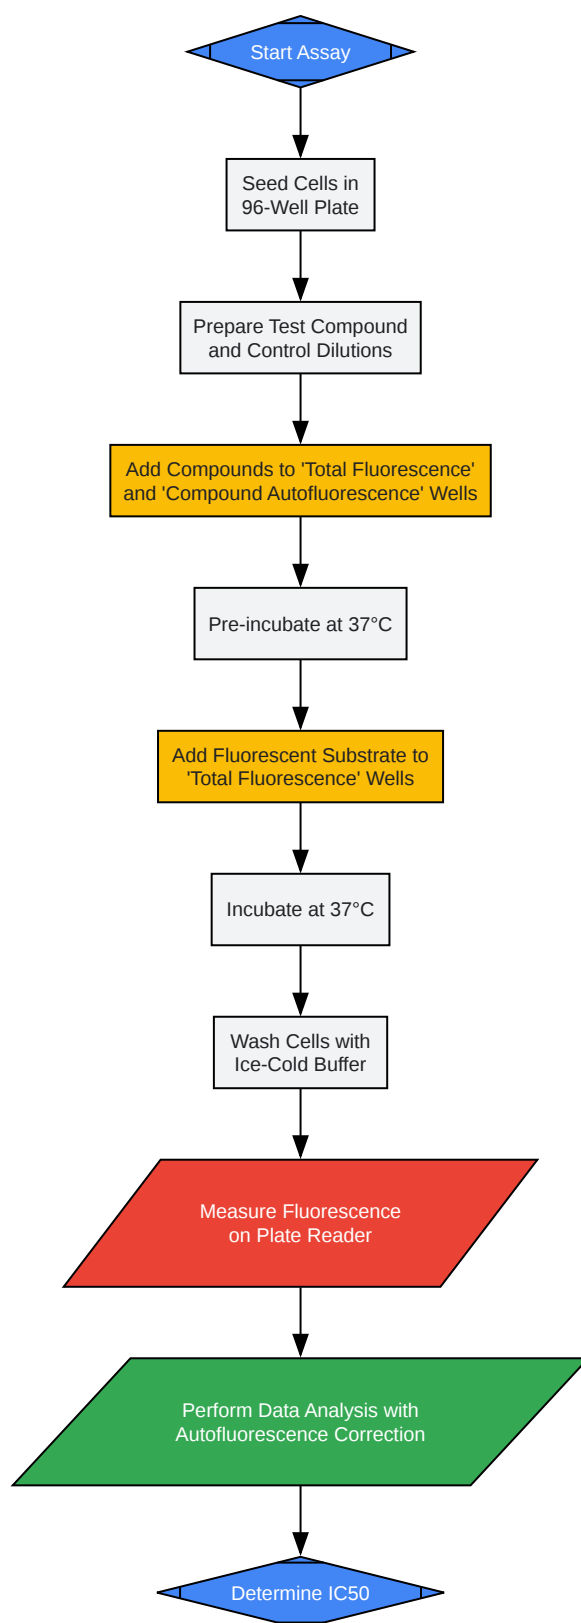 Start Assay
Seed Cells in
96-Well Plate
Prepare Test Compound
and Control Dilutions
Add Compounds to 'Total Fluorescence'
and 'Compound Autofluorescence' Wells
Pre-incubate at 37°C
Add Fluorescent Substrate to
'Total Fluorescence' Wells
Incubate at 37°C
Wash Cells with
Ice-Cold Buffer
Measure Fluorescence
on Plate Reader
Perform Data Analysis with
Autofluorescence Correction
Determine IC50